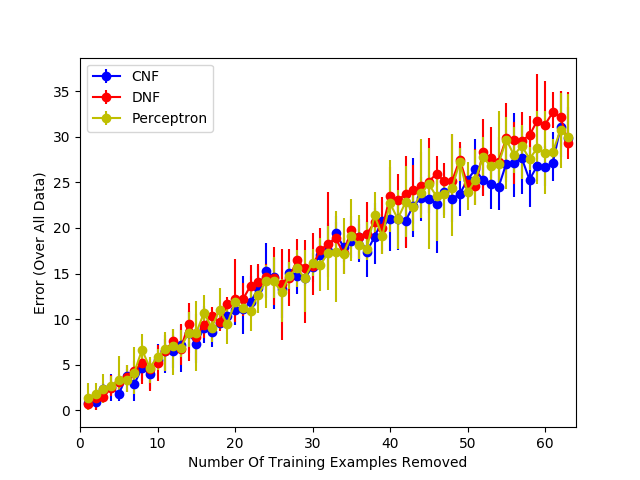 CNF
DNF
Perceptron
35
30
25
20
15
10
5
0
Error (Over All Data)
0 10 20 30 40 50 60
Number Of Training Examples Removed